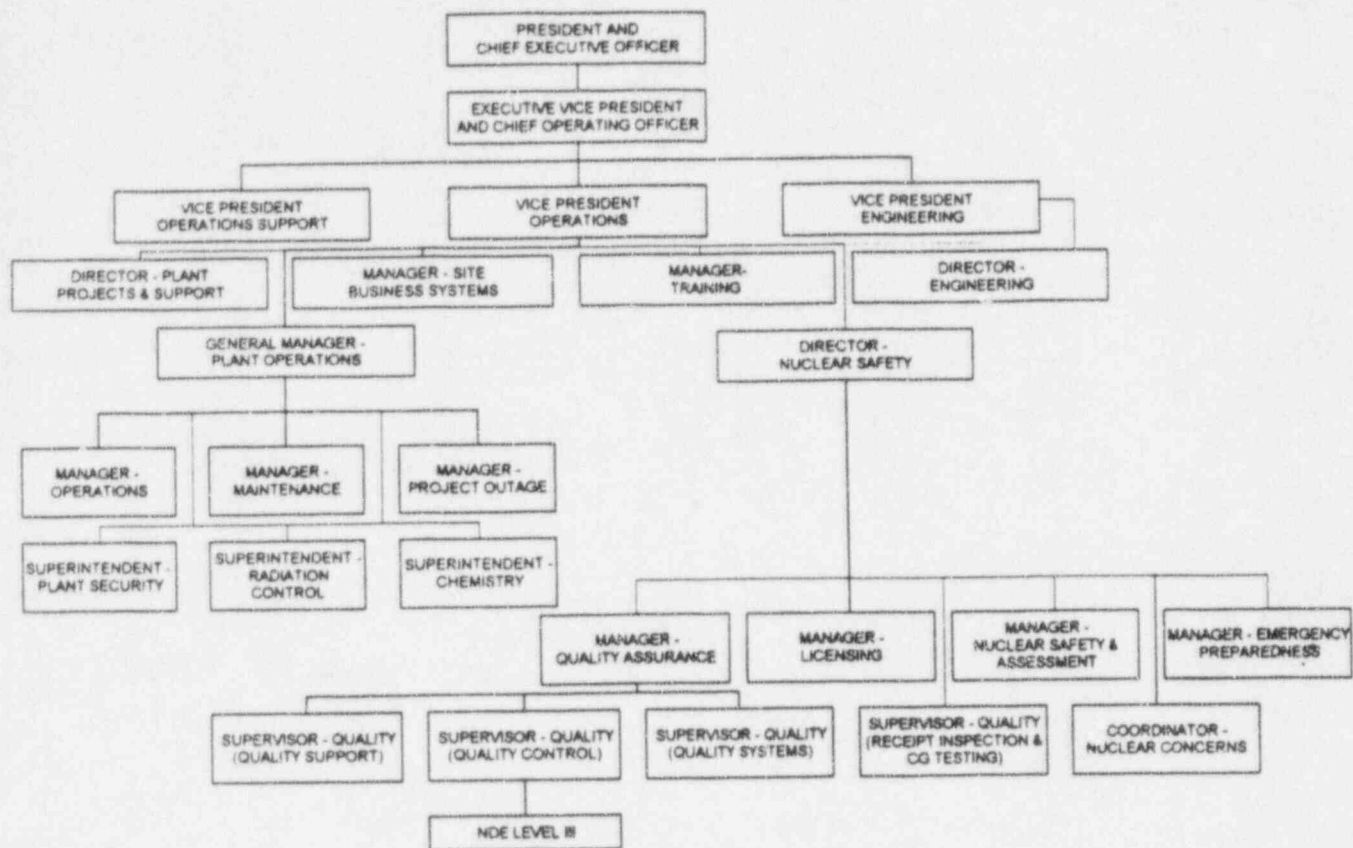 PRESIDENT AND
CHIEF EXECUTIVE OFFICER
EXECUTIVE VICE PRESIDENT
AND CHIEF OPERATING OFFICER
VICE PRESIDENT
OPERATIONS SUPPORT
VICE PRESIDENT
OPERATIONS
VICE PRESIDENT
ENGINEERING
DIRECTOR - PLANT
PROJECTS & SUPPORT
MANAGER - SITE
BUSINESS SYSTEMS
MANAGER-
TRAINING
DIRECTOR -
ENGINEERING
GENERAL MANAGER -
PLANT OPERATIONS
DIRECTOR -
NUCLEAR SAFETY
MANAGER -
OPERATIONS
MANAGER -
MAINTENANCE
MANAGER -
PROJECT OUTAGE
SUPERINTENDENT -
PLANT SECURITY
SUPERINTENDENT -
RADIATION
CONTROL
SUPERINTENDENT -
CHEMISTRY
MANAGER -
QUALITY ASSURANCE
MANAGER -
LICENSING
MANAGER -
NUCLEAR SAFETY &
ASSESSMENT
MANAGER - EMERGENCY
PREPAREDNESS
SUPERVISOR - QUALITY
(QUALITY SUPPORT)
SUPERVISOR - QUALITY
(QUALITY CONTROL)
SUPERVISOR - QUALITY
(QUALITY SYSTEMS)
SUPERVISOR - QUALITY
(RECEIPT INSPECTION &
CG TESTING)
COORDINATOR -
NUCLEAR CONCERNS
NDE LEVEL III